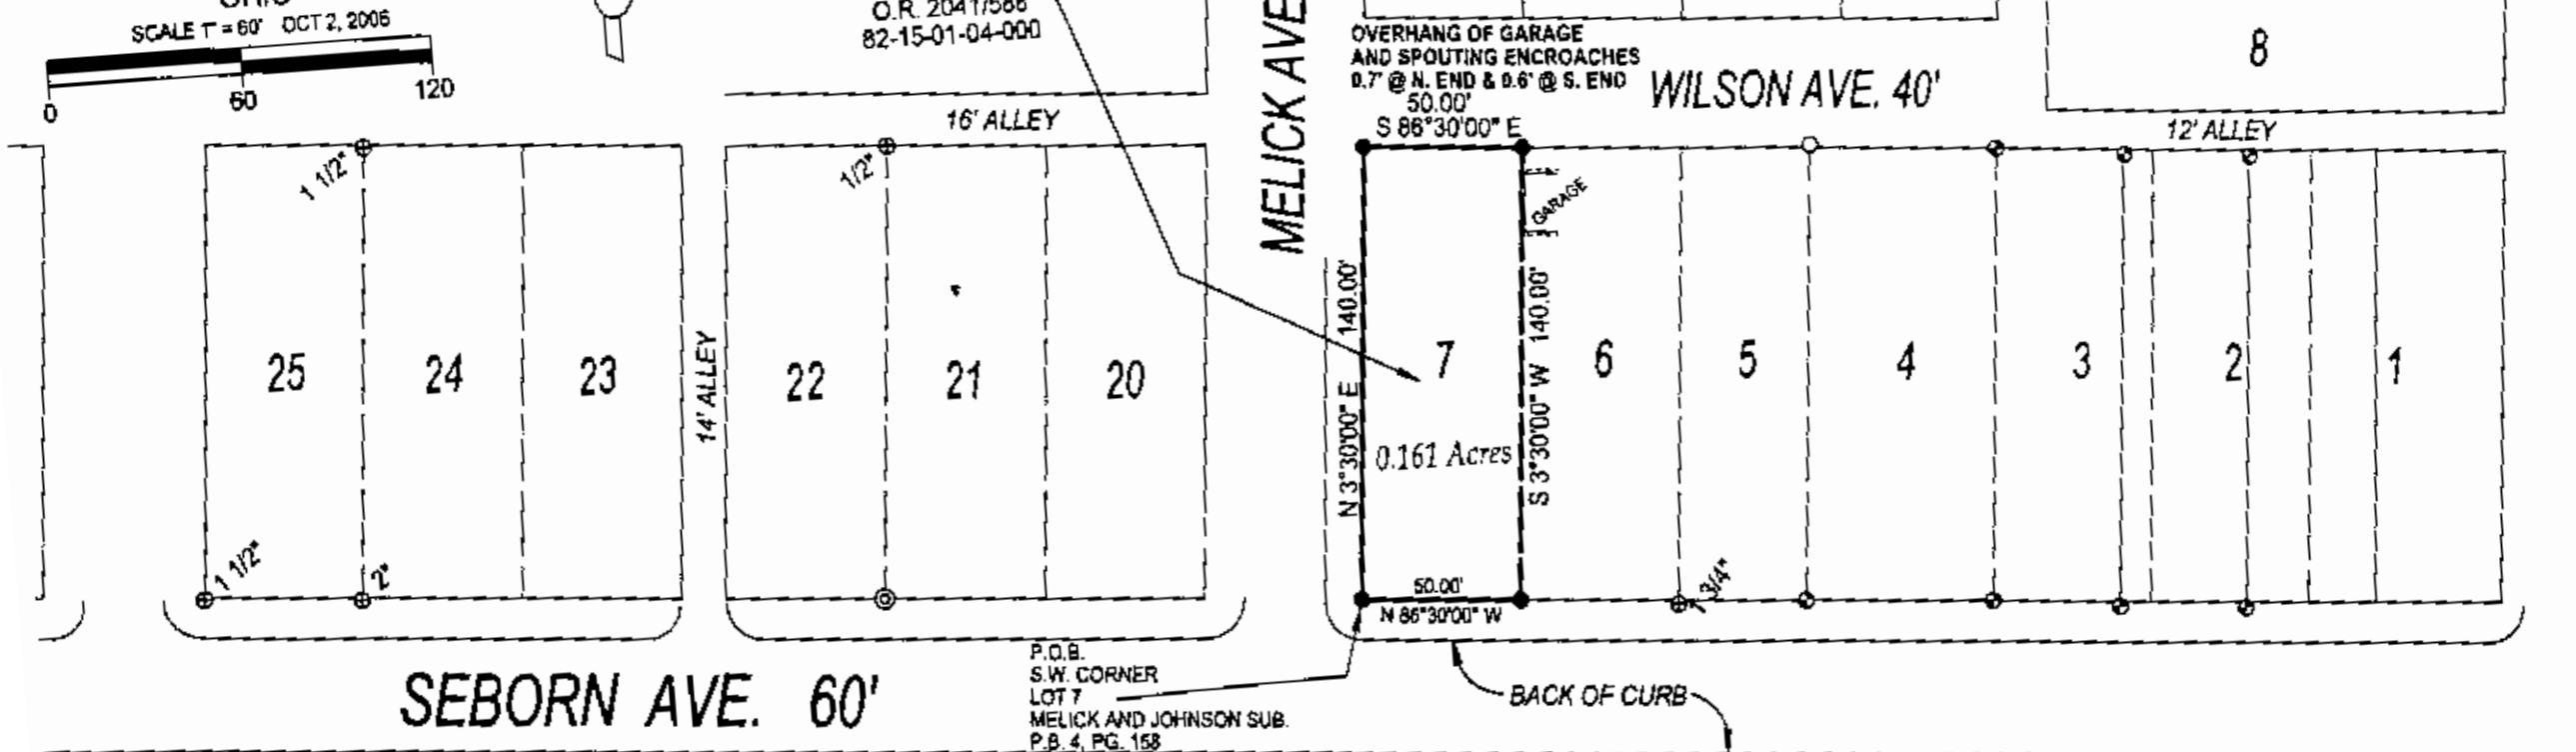 SCALE 1" = 60' OCT 2, 2006
0
60
120
O.R. 2041/586
82-15-01-04-000
16' ALLEY
MELICK AVE
OVERHANG OF GARAGE
AND SPOUTING ENCROACHES
0.7' @ N. END & 0.6' @ S. END
50.00'
S 86°30'00" E
WILSON AVE. 40'
8
12' ALLEY
1 1/2"
1/2"
GARAGE
25
24
23
14' ALLEY
22
21
20
N 3°30'00" E 140.00'
7
0.161 Acres
S 3°30'00" W 140.00'
6
5
4
3
2
1
1 1/2"
2"
50.00'
N 86°30'00" W
3/4"
SEBORN AVE. 60'
P.O.B.
S.W. CORNER
LOT 7
MELICK AND JOHNSON SUB.
P.B. 4, PG. 158
BACK OF CURB